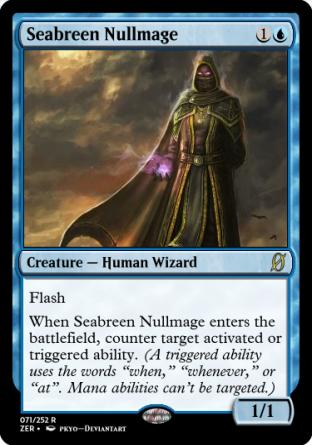 Seabreen Nullmage 1
Creature — Human Wizard
Flash
When Seabreen Nullmage enters the
battlefield, counter target activated or
triggered ability. (A triggered ability
uses the words “when,” “whenever,” or
“at”. Mana abilities can’t be targeted.)
1/1
071/252 R
ZER • PKYO—DEVIANTART